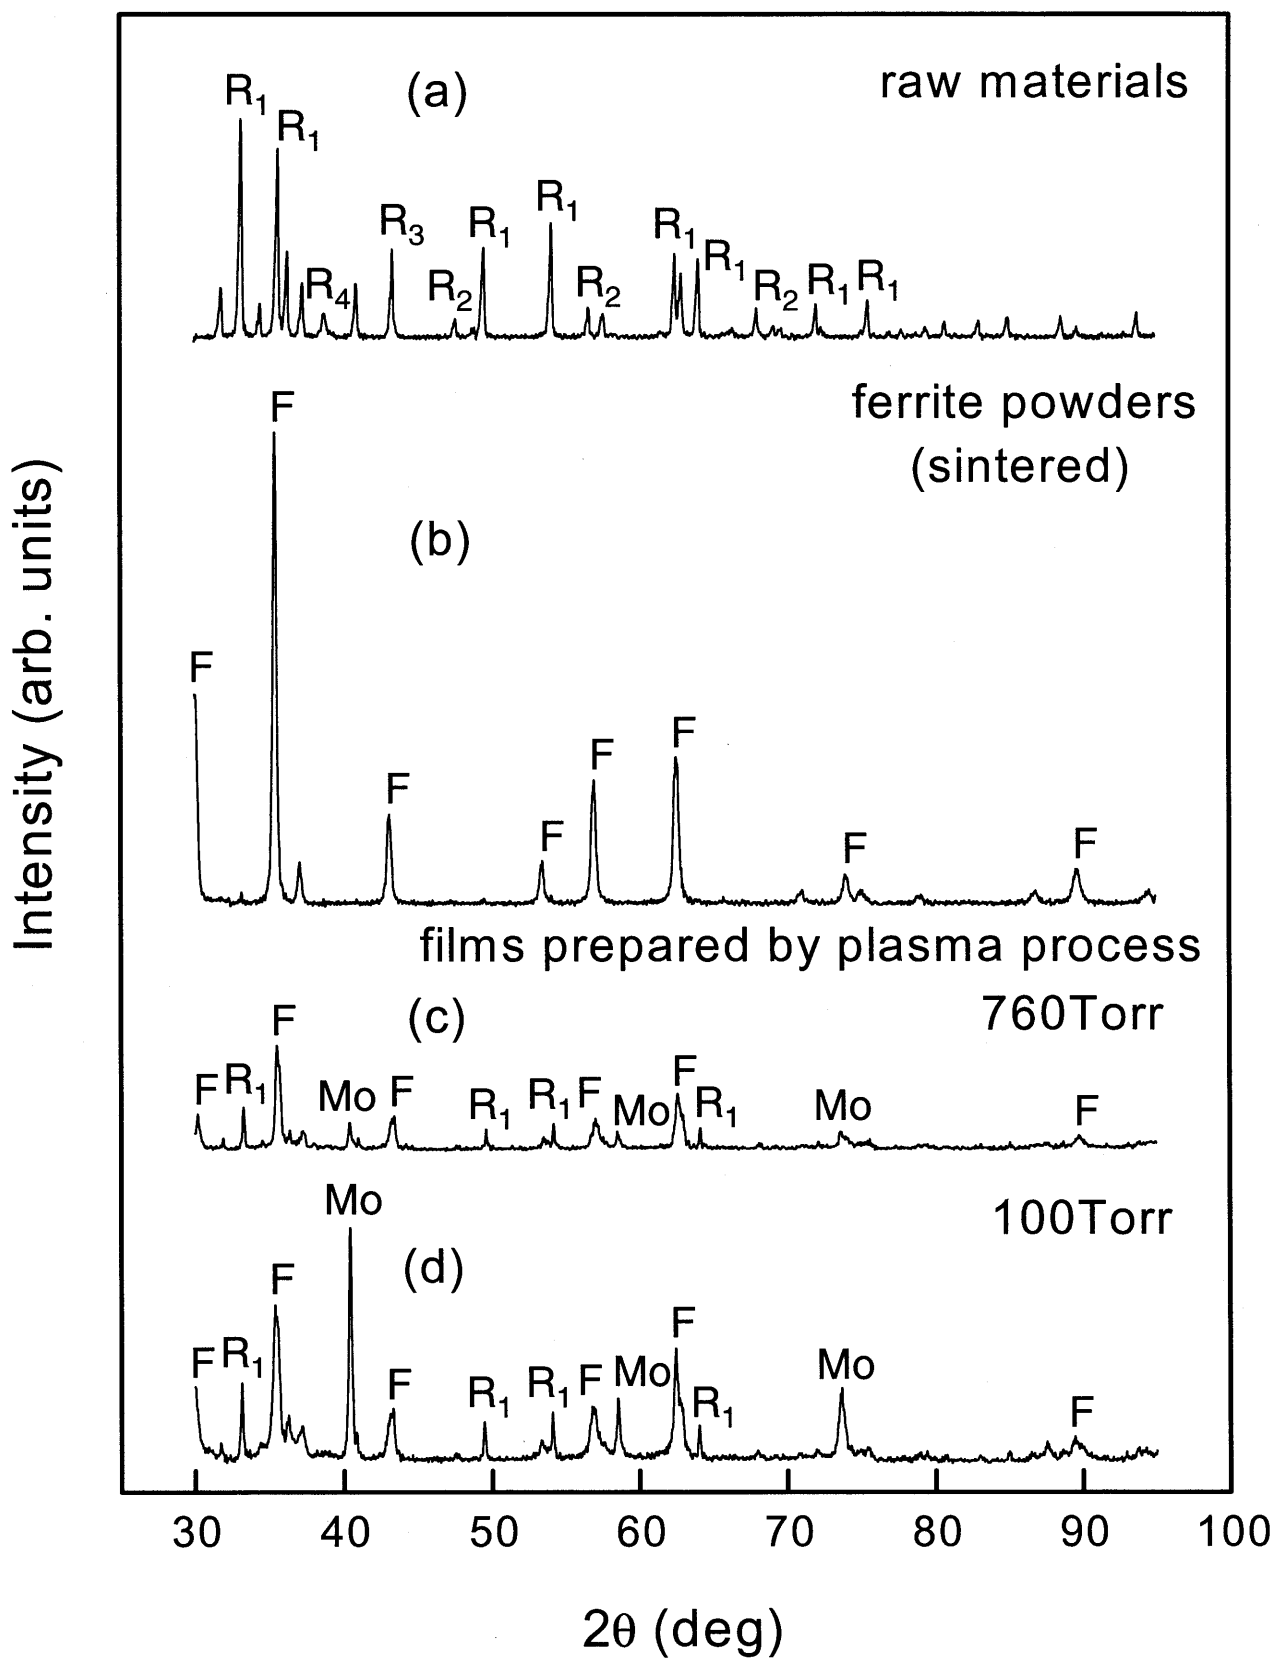 (a) raw materials
R1 R1 R4 R3 R2 R1 R1 R2 R1 R1 R2 R1 R1
ferrite powders
(sintered)
(b)
F F F F F F F F
films prepared by plasma process
(c) 760Torr
F R1 F Mo F R1 R1 F Mo F R1 Mo F
100Torr
(d)
F R1 F Mo F R1 R1 F Mo F R1 Mo F
Intensity (arb. units)
30 40 50 60 70 80 90 100
2θ (deg)